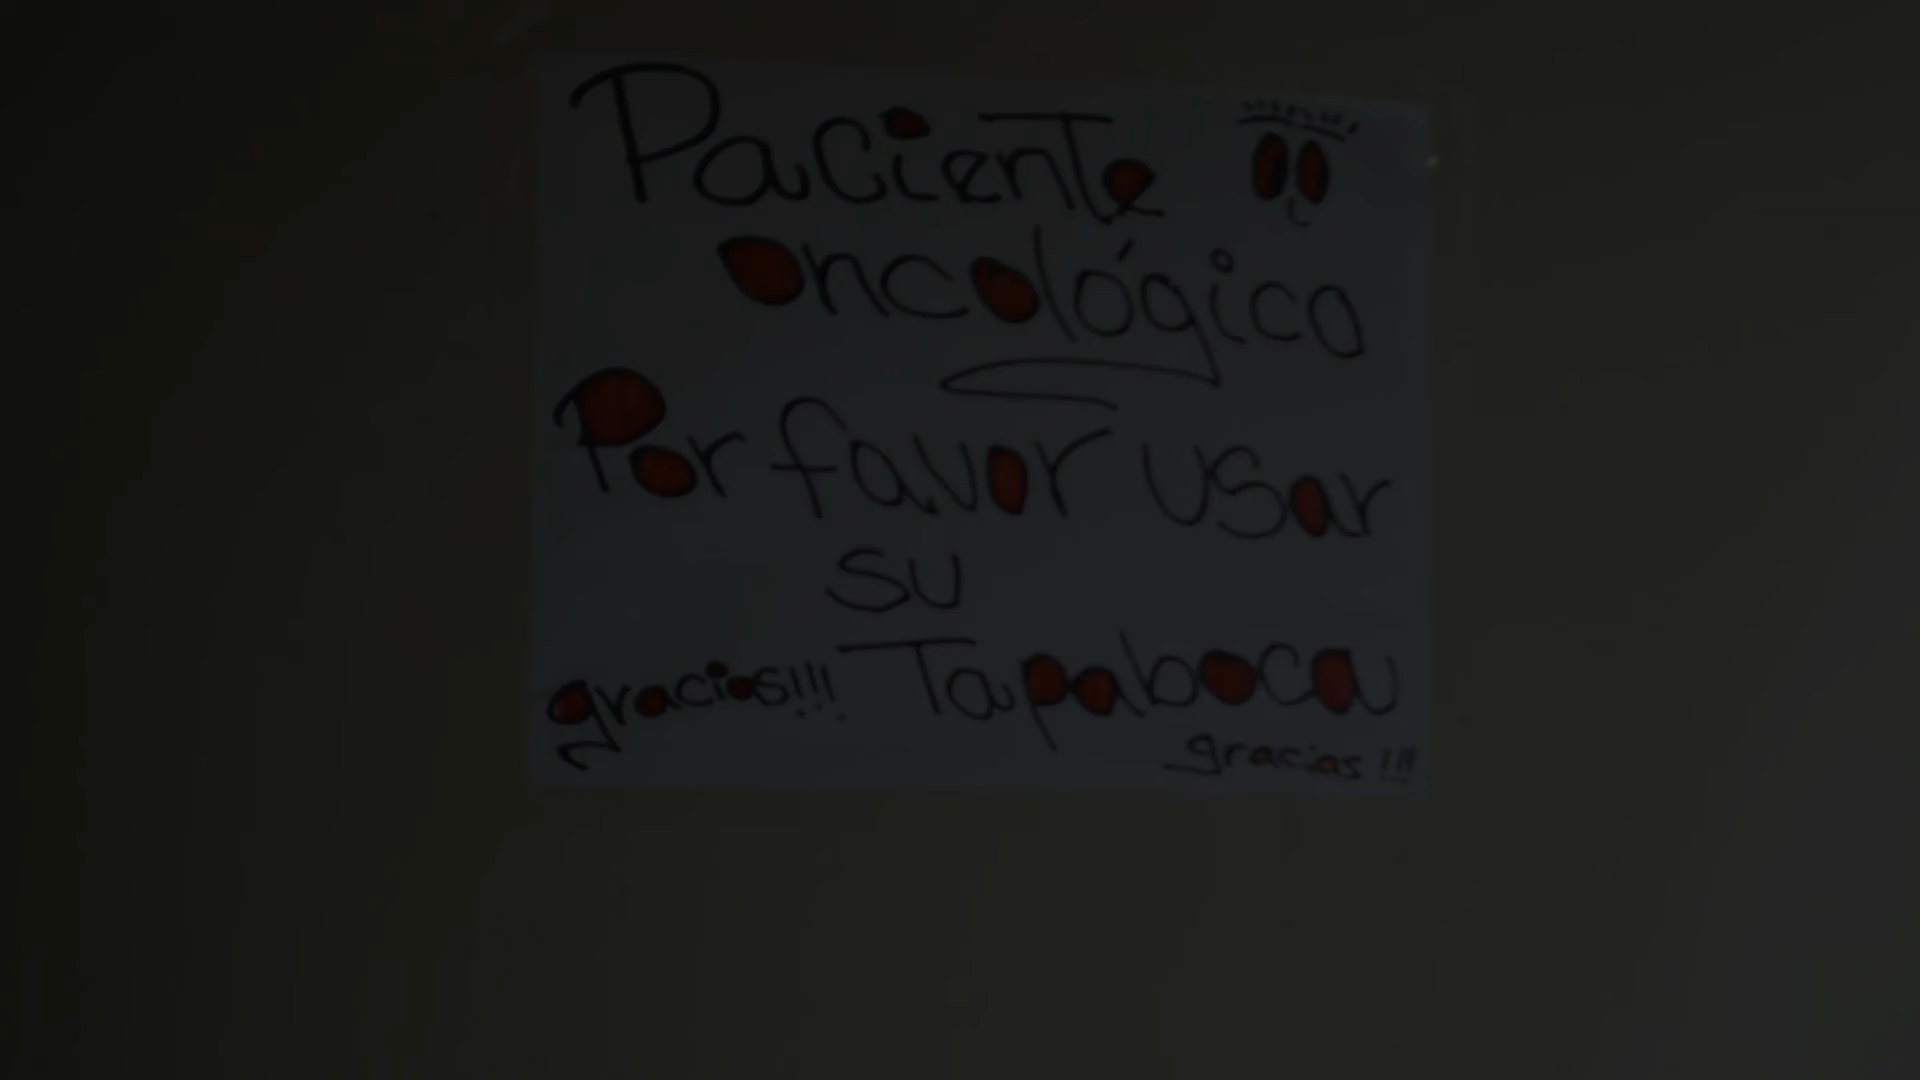 Paciente
oncológico
Por favor usar
su
Tapaboca
gracias!!!
gracias!!!